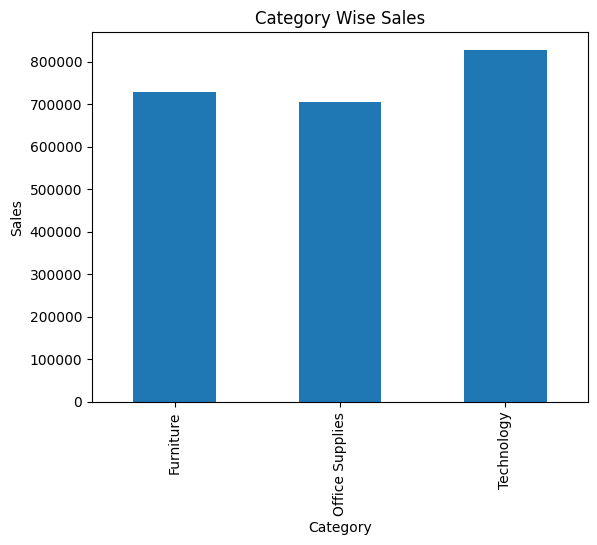 Category Wise Sales
Sales
800000
700000
600000
500000
400000
300000
200000
100000
0
Furniture
Office Supplies
Technology
Category